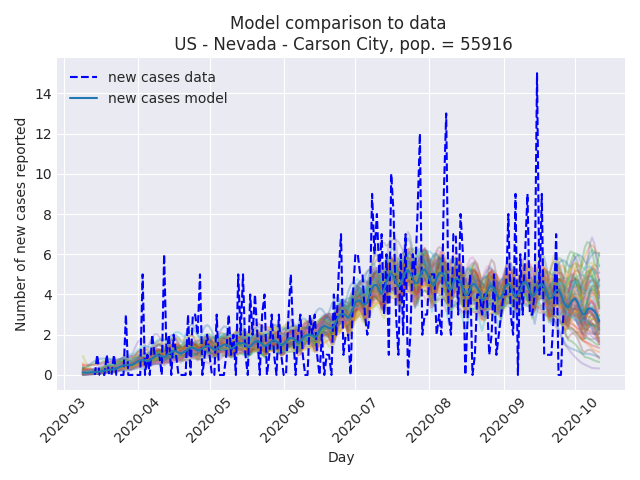 Model comparison to data
US - Nevada - Carson City, pop. = 55916
new cases data
new cases model
Number of new cases reported
14
12
10
8
6
4
2
0
2020-03
2020-04
2020-05
2020-06
2020-07
2020-08
2020-09
2020-10
Day